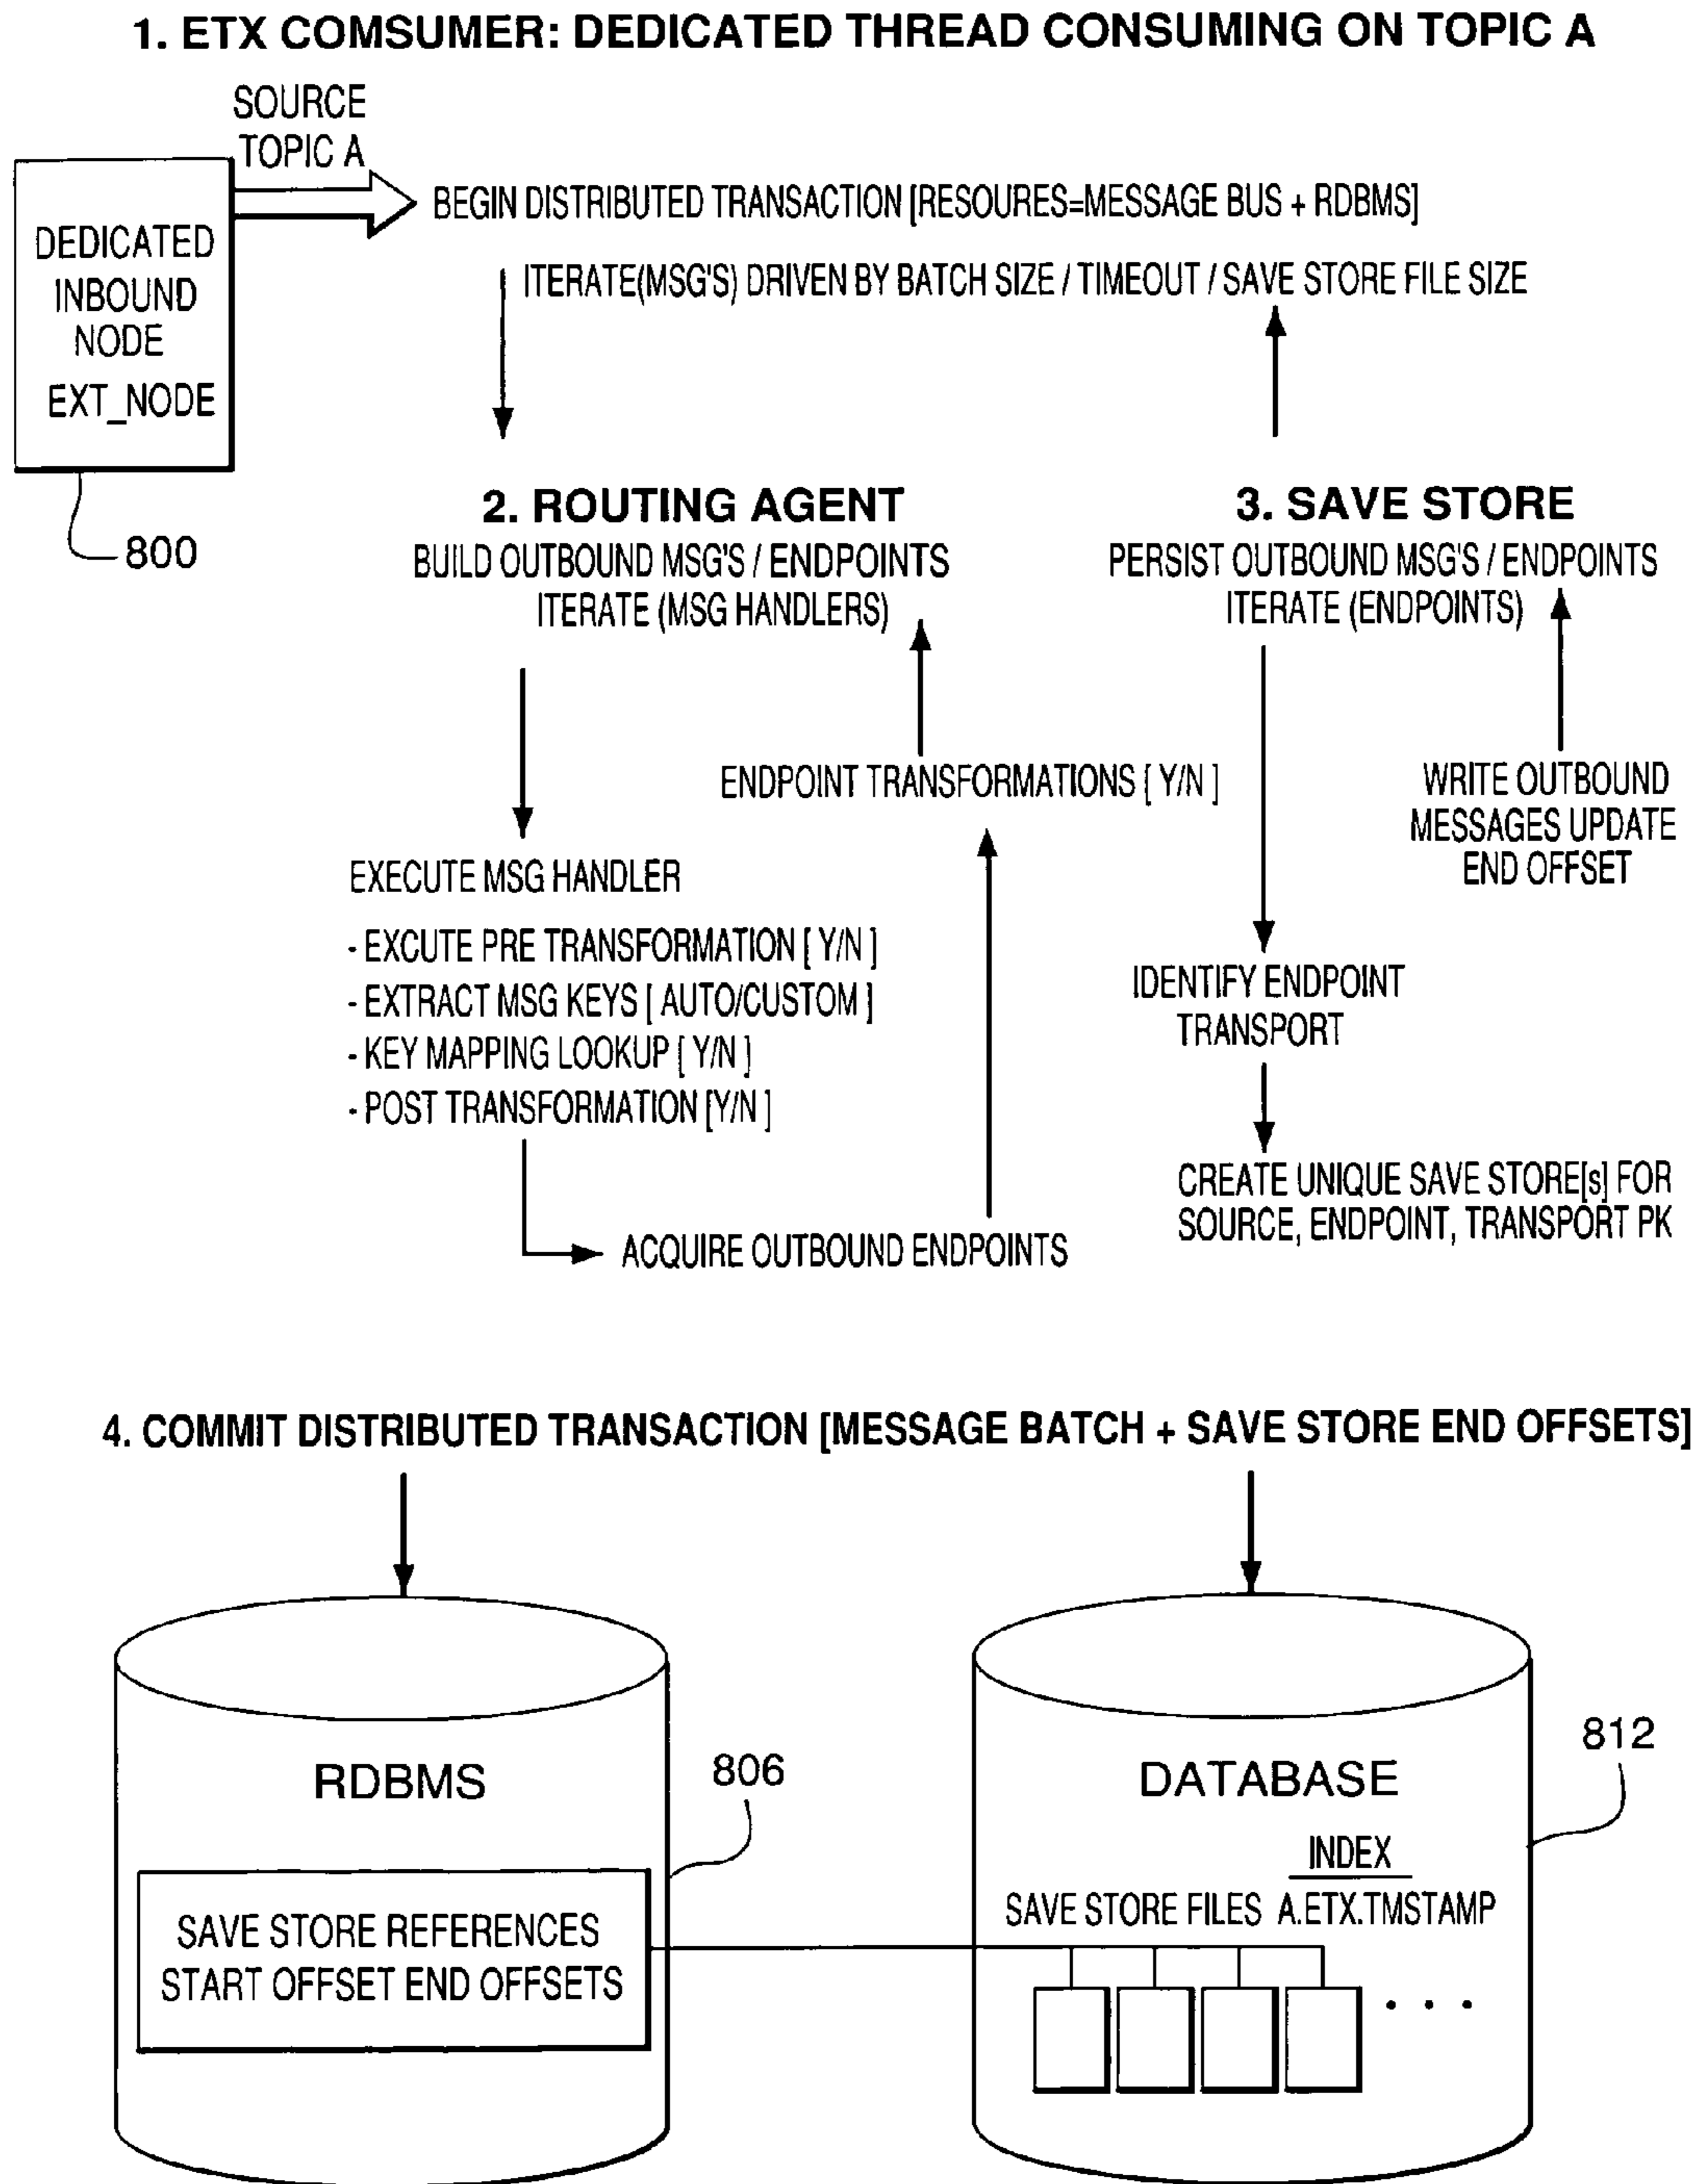 1. ETX COMSUMER: DEDICATED THREAD CONSUMING ON TOPIC A
SOURCE
TOPIC A
DEDICATED
INBOUND
NODE
EXT_NODE
800
BEGIN DISTRIBUTED TRANSACTION [RESOURES=MESSAGE BUS + RDBMS]
ITERATE(MSG'S) DRIVEN BY BATCH SIZE / TIMEOUT / SAVE STORE FILE SIZE
2. ROUTING AGENT
BUILD OUTBOUND MSG'S / ENDPOINTS
ITERATE (MSG HANDLERS)
ENDPOINT TRANSFORMATIONS [ Y/N ]
EXECUTE MSG HANDLER
- EXCUTE PRE TRANSFORMATION [ Y/N ]
- EXTRACT MSG KEYS [ AUTO/CUSTOM ]
- KEY MAPPING LOOKUP [ Y/N ]
- POST TRANSFORMATION [Y/N ]
ACQUIRE OUTBOUND ENDPOINTS
3. SAVE STORE
PERSIST OUTBOUND MSG'S / ENDPOINTS
ITERATE (ENDPOINTS)
WRITE OUTBOUND
MESSAGES UPDATE
END OFFSET
IDENTIFY ENDPOINT
TRANSPORT
CREATE UNIQUE SAVE STORE[s] FOR
SOURCE, ENDPOINT, TRANSPORT PK
4. COMMIT DISTRIBUTED TRANSACTION [MESSAGE BATCH + SAVE STORE END OFFSETS]
RDBMS
806
SAVE STORE REFERENCES
START OFFSET END OFFSETS
DATABASE
812
INDEX
SAVE STORE FILES A.ETX.TMSTAMP
. . .